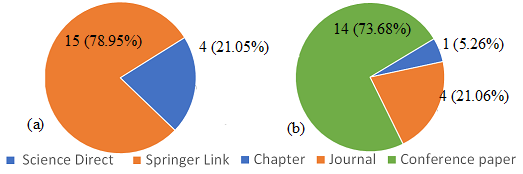 15 (78.95%)
4 (21.05%)
(a)
14 (73.68%)
1 (5.26%)
4 (21.06%)
(b)
Science Direct Springer Link Chapter Journal Conference paper